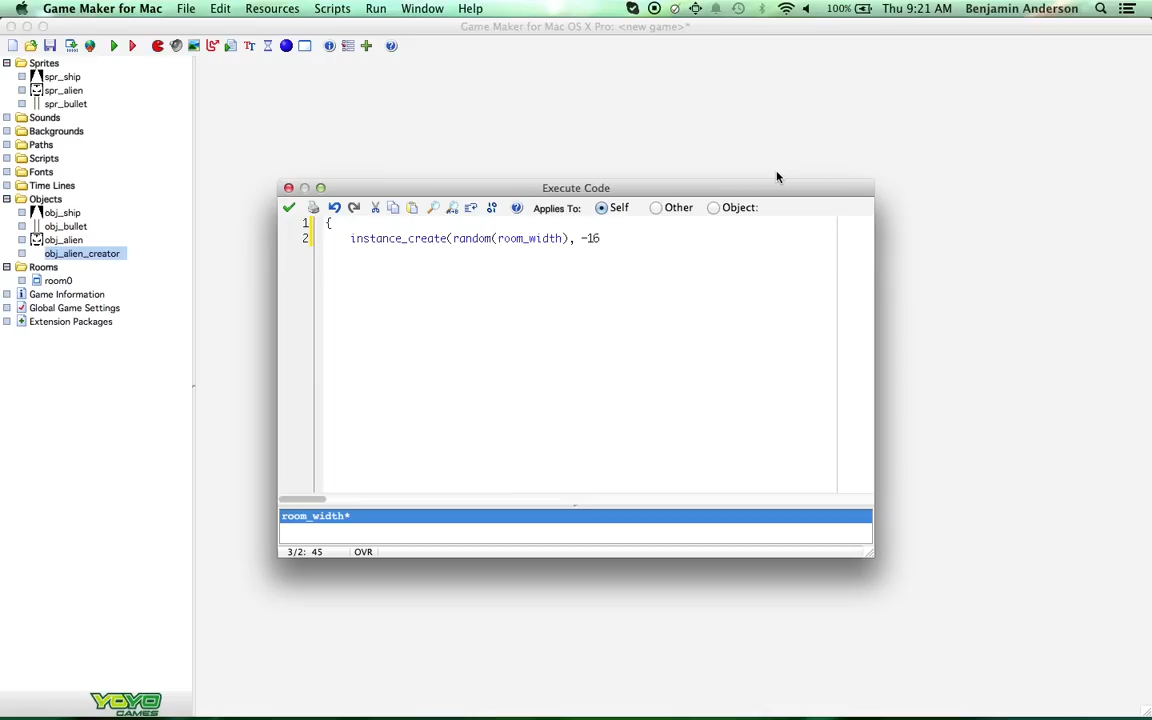 Game Maker for Mac File Edit Resources Scripts Run Window Help 100% Thu 9:21 AM Benjamin Anderson
Game Maker for Mac OS X Pro: <new game>*
Sprites
spr_ship
spr_alien
spr_bullet
Sounds
Backgrounds
Paths
Scripts
Fonts
Time Lines
Objects
obj_ship
obj_bullet
obj_alien
obj_alien_creator
Rooms
room0
Game Information
Global Game Settings
Extension Packages
Execute Code
Applies To: Self Other Object:
1 {
2 instance_create(random(room_width), -16
room_width*
3/2: 45 OVR
YOYO
GAMES